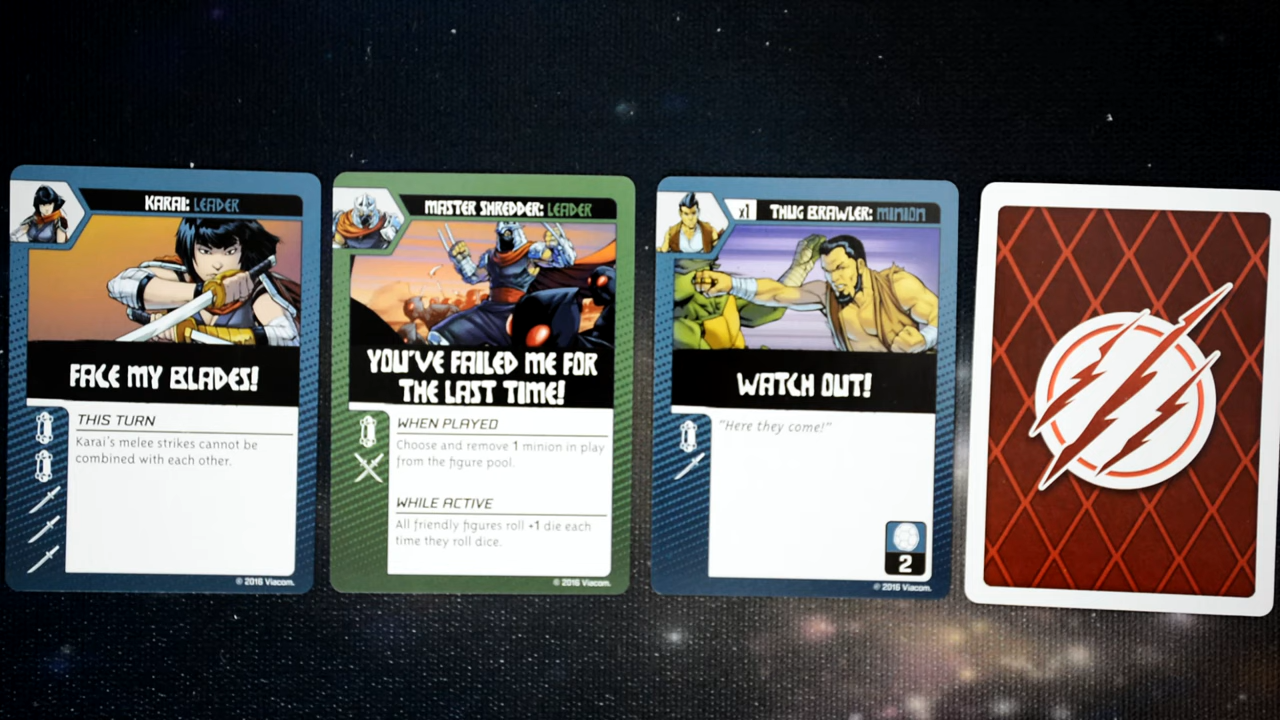 KARAI: LEADER
FACE MY BLADES!
THIS TURN
Karai's melee strikes cannot be
combined with each other.
© 2016 Viacom.
MASTER SHREDDER: LEADER
YOU'VE FAILED ME FOR
THE LAST TIME!
WHEN PLAYED
Choose and remove 1 minion in play
from the figure pool.
WHILE ACTIVE
All friendly figures roll +1 die each
time they roll dice.
© 2016 Viacom.
x1 THUG BRAWLER: MINION
WATCH OUT!
"Here they come!"
2
© 2016 Viacom.